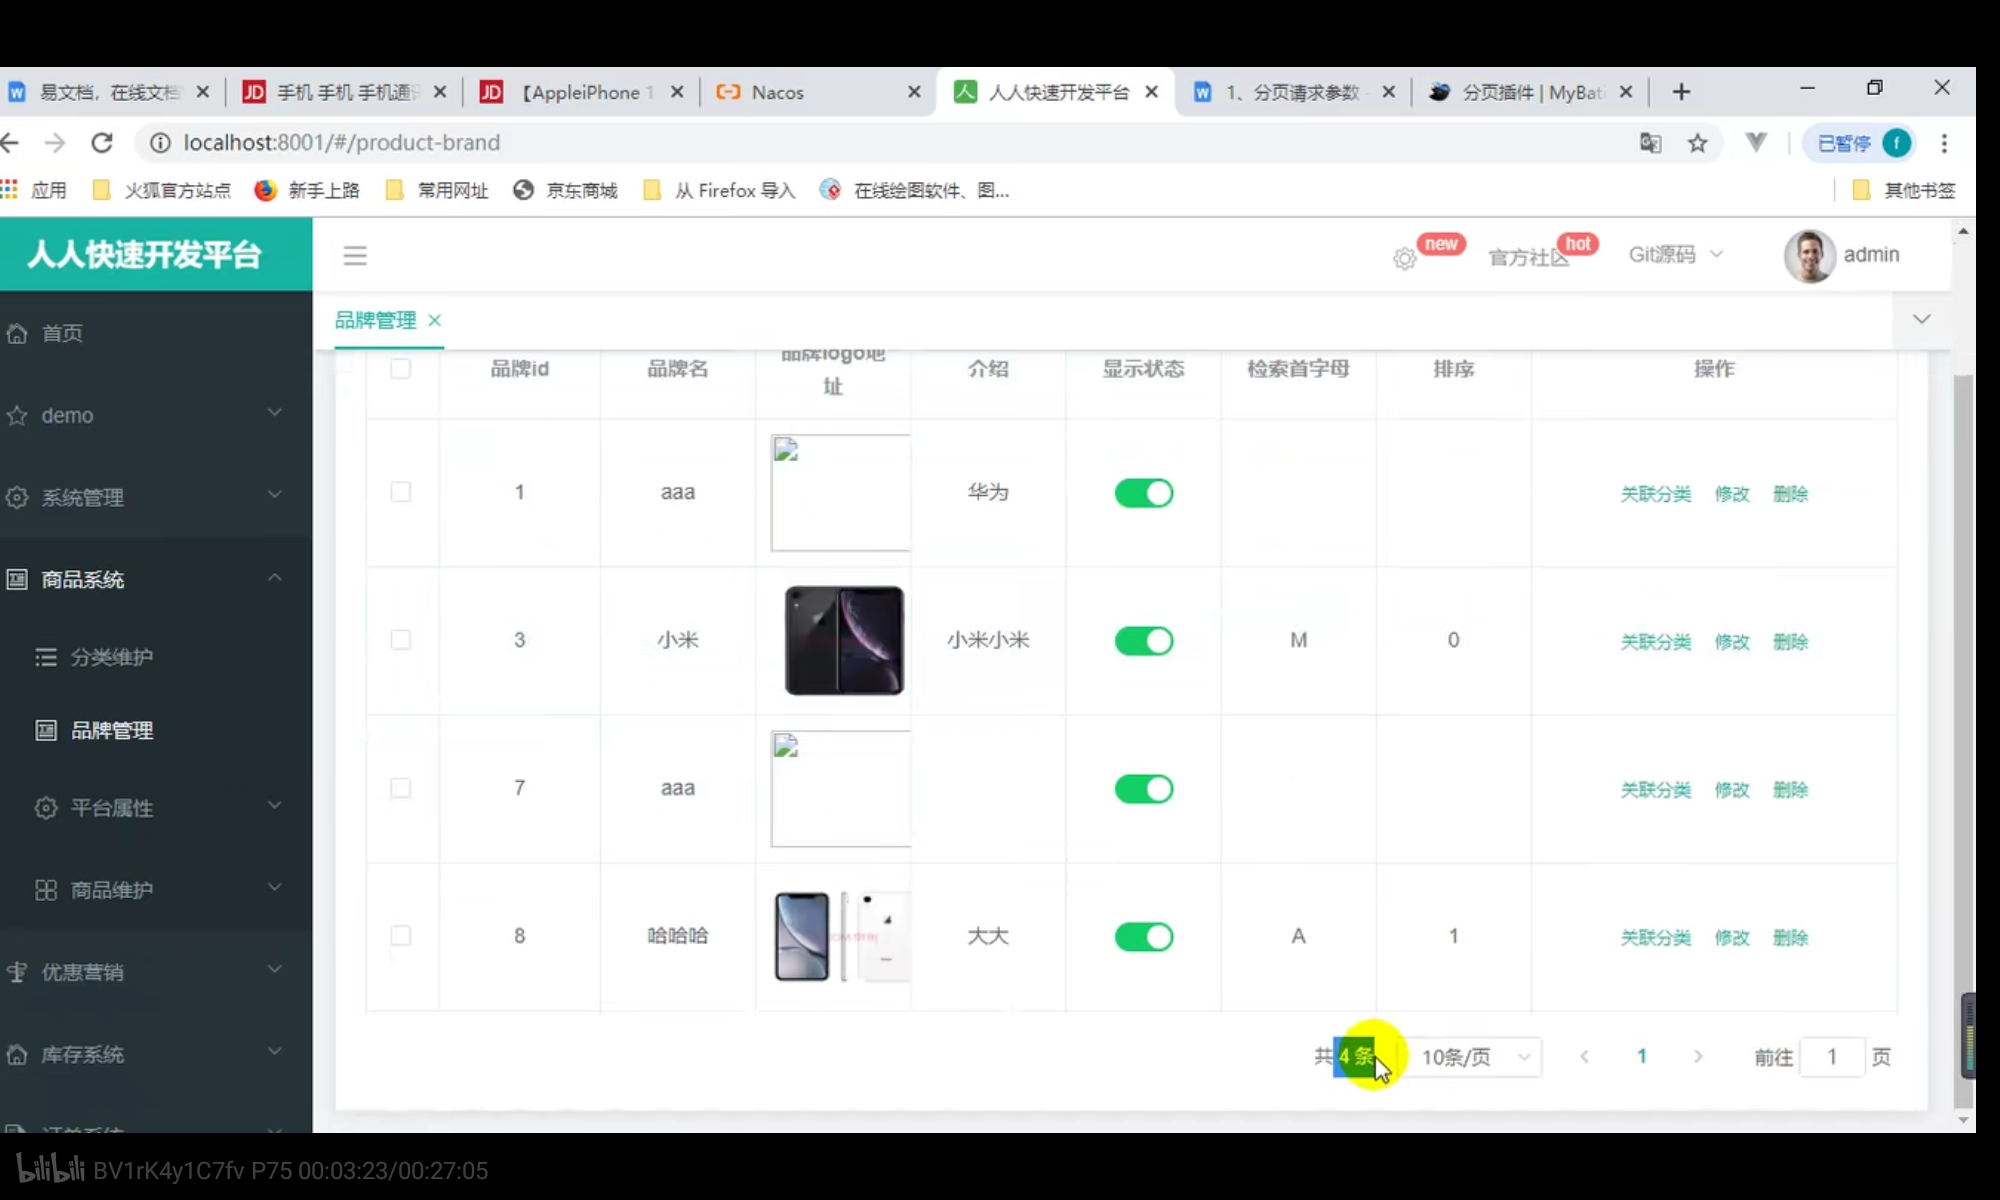 易文档，在线文档
手机 手机 手机通讯
【AppleiPhone 1
Nacos
人人快速开发平台
1、分页请求参数
分页插件 | MyBati
localhost:8001/#/product-brand
已暂停
f
应用
火狐官方站点
新手上路
常用网址
京东商城
从 Firefox 导入
在线绘图软件、图...
其他书签
人人快速开发平台
new
官方社区
hot
Git源码
admin
首页
demo
系统管理
商品系统
分类维护
品牌管理
平台属性
商品维护
优惠营销
库存系统
订单系统
品牌管理
品牌id 品牌名 品牌logo地址 介绍 显示状态 检索首字母 排序 操作
1 aaa 华为 关联分类 修改 删除
3 小米 小米小米 M 0 关联分类 修改 删除
7 aaa 关联分类 修改 删除
8 哈哈哈 大大 A 1 关联分类 修改 删除
共 4 条 10条/页 1 前往 1 页
bilibili BV1rK4y1C7fv P75 00:03:23/00:27:05